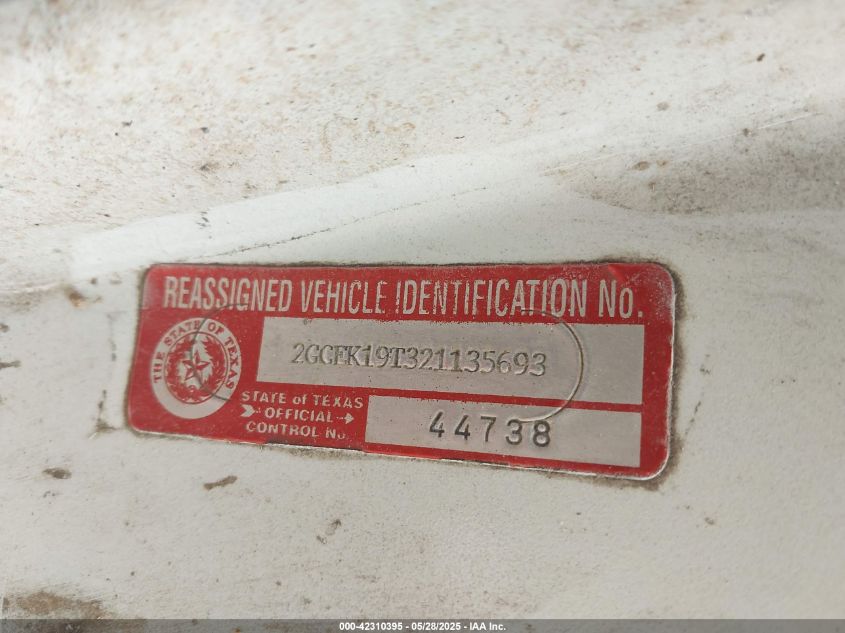 REASSIGNED VEHICLE IDENTIFICATION No.
THE STATE OF TEXAS
2GCFK19T321135693
STATE of TEXAS
OFFICIAL
CONTROL No.
44738
000-42310395 - 05/28/2025 - IAA Inc.